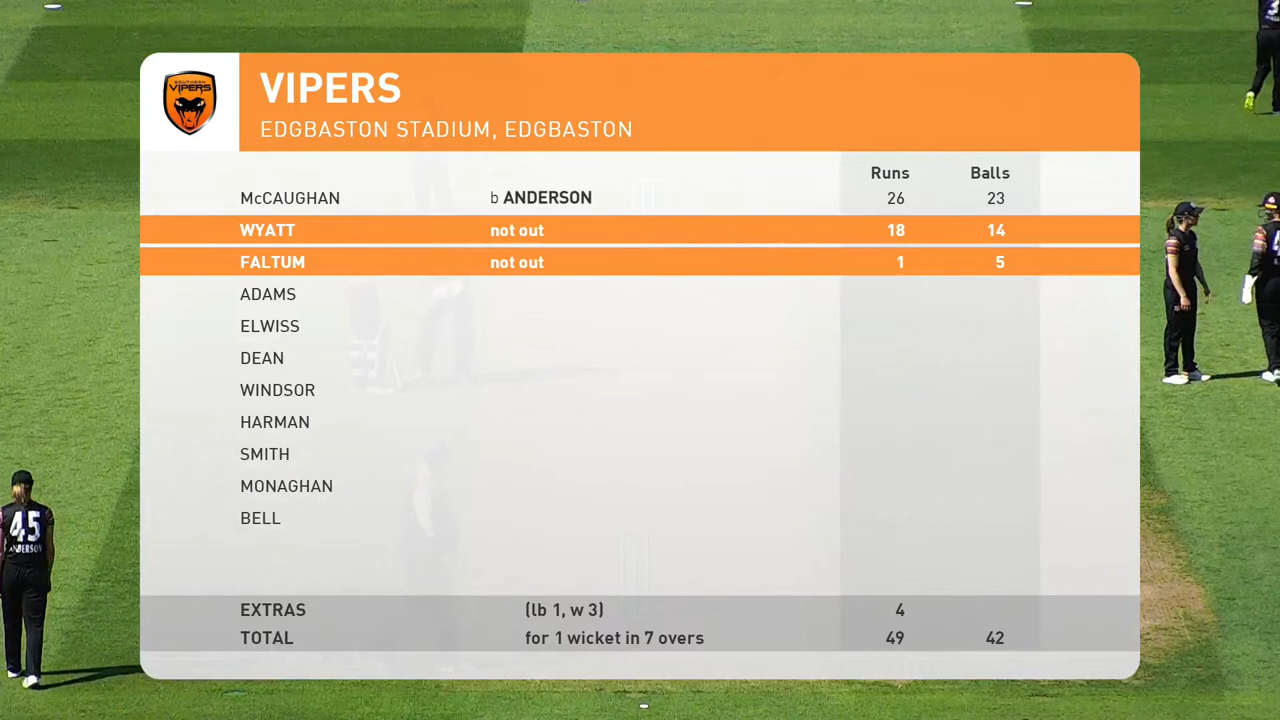 SOUTHERN
VIPERS
VIPERS
EDGBASTON STADIUM, EDGBASTON
Runs Balls
McCAUGHAN b ANDERSON 26 23
WYATT not out 18 14
FALTUM not out 1 5
ADAMS
ELWISS
DEAN
WINDSOR
HARMAN
SMITH
MONAGHAN
BELL
EXTRAS (lb 1, w 3) 4
TOTAL for 1 wicket in 7 overs 49 42
45
ANDERSON